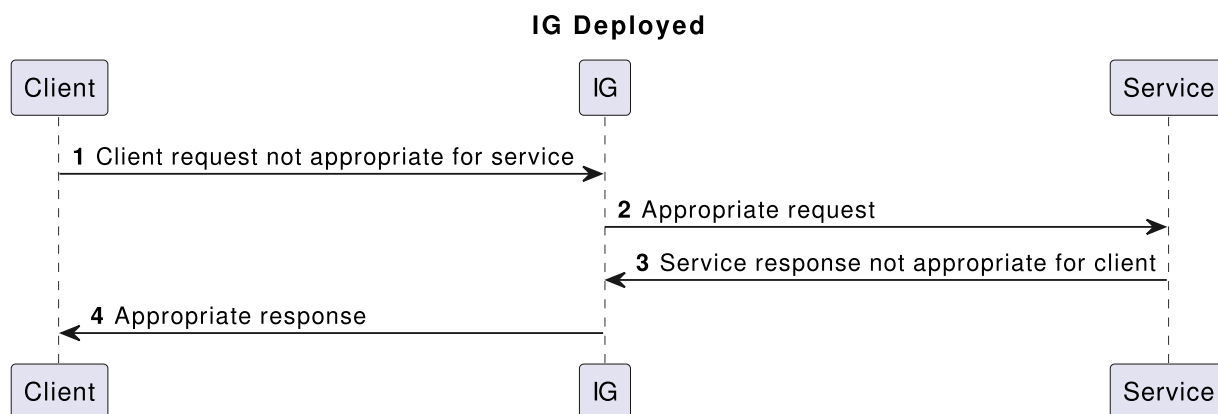 IG Deployed
Client IG Service
1 Client request not appropriate for service
2 Appropriate request
3 Service response not appropriate for client
4 Appropriate response
Client IG Service